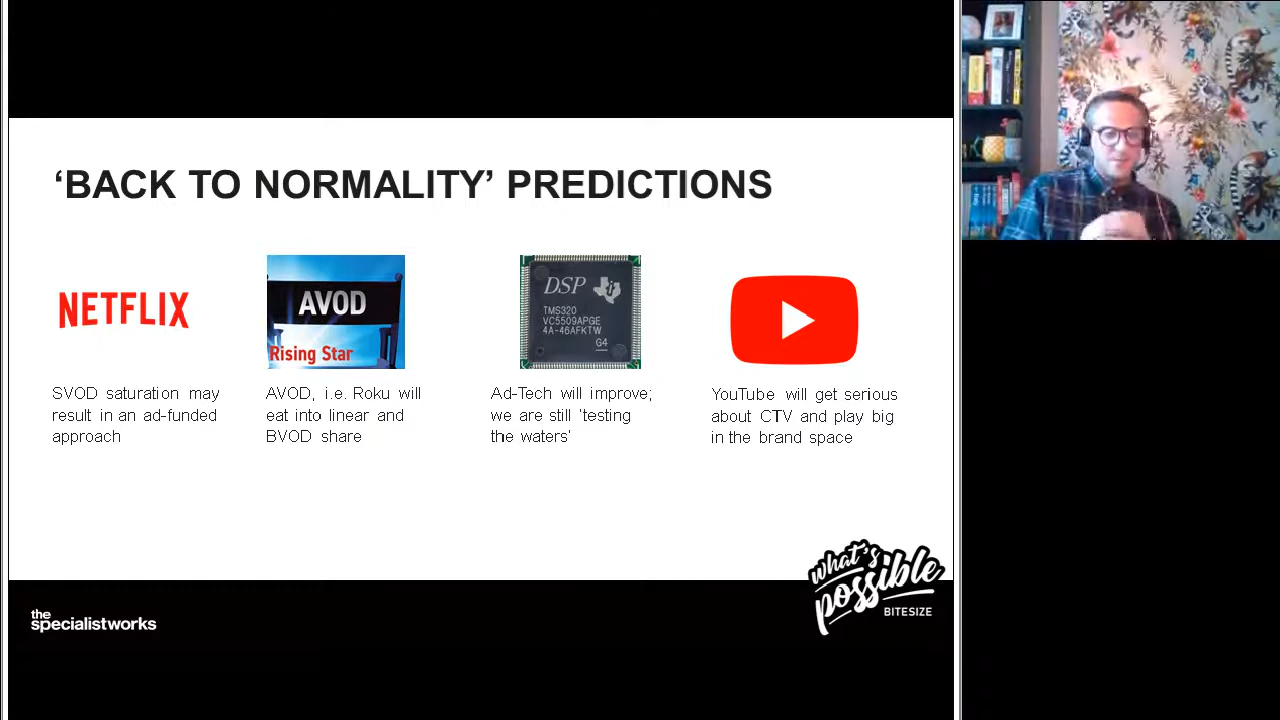 ‘BACK TO NORMALITY’ PREDICTIONS
NETFLIX
SVOD saturation may
result in an ad-funded
approach
AVOD
Rising Star
AVOD, i.e. Roku will
eat into linear and
BVOD share
DSP
TMS320
VC5509APGE
4A-46AFKTW
G4
Ad-Tech will improve;
we are still ‘testing
the waters’
YouTube will get serious
about CTV and play big
in the brand space
the
specialistworks
what's
possible
BITESIZE